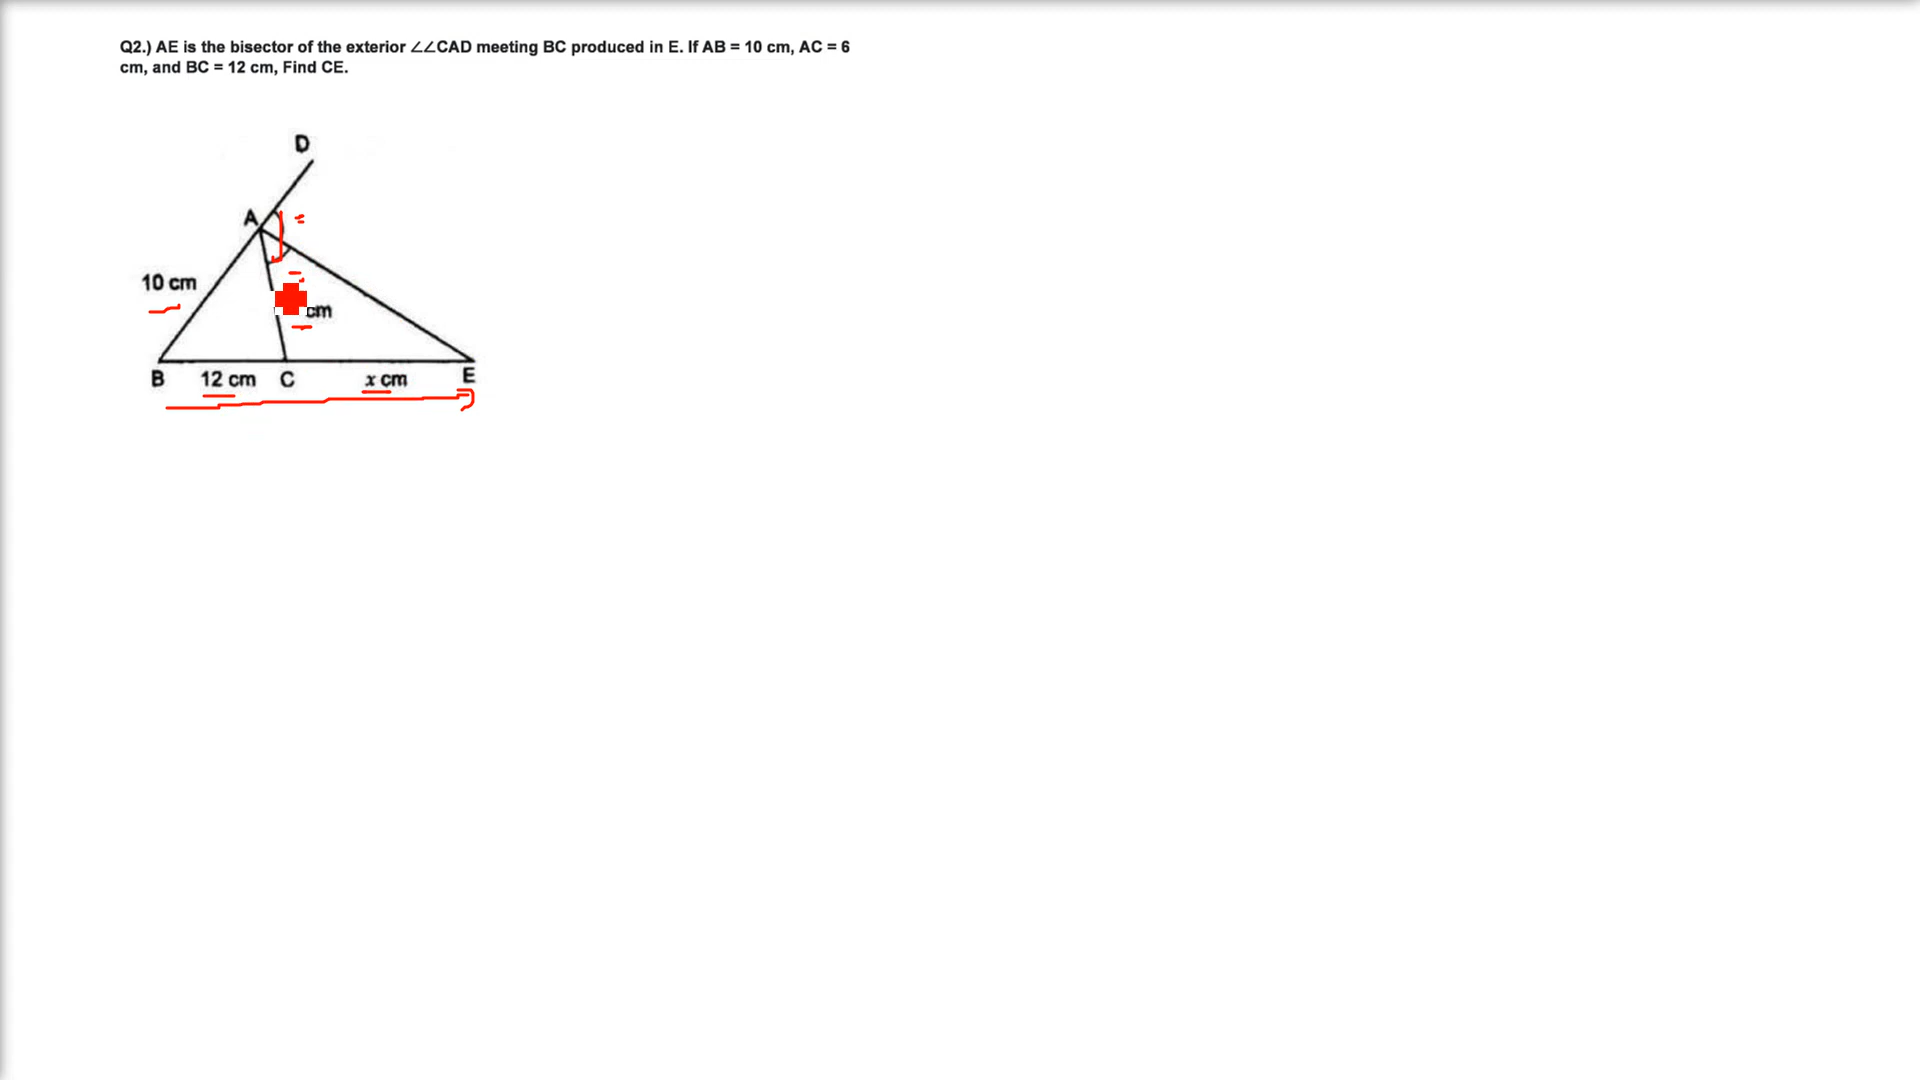 Q2.) AE is the bisector of the exterior ∠∠CAD meeting BC produced in E. If AB = 10 cm, AC = 6
cm, and BC = 12 cm, Find CE.
D
A
10 cm
cm
B 12 cm C x cm E